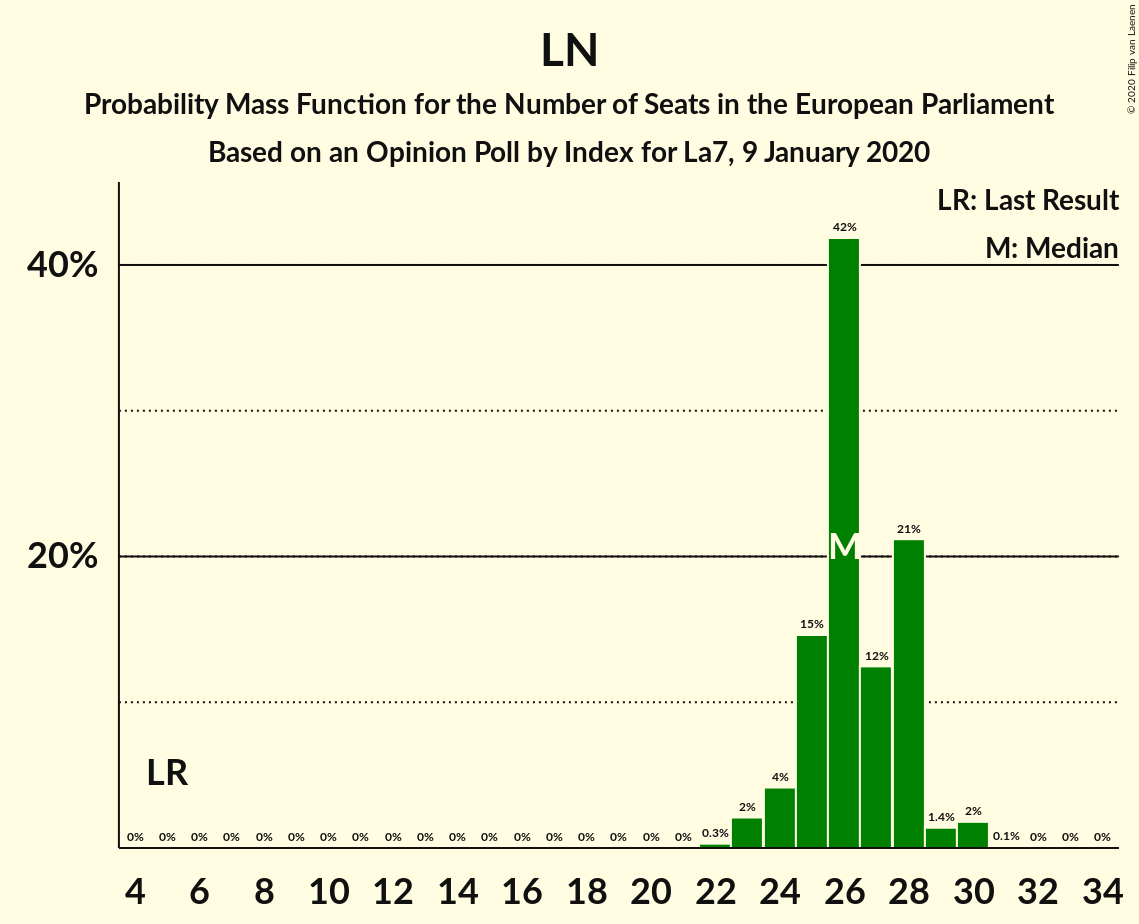 LN
Probability Mass Function for the Number of Seats in the European Parliament
Based on an Opinion Poll by Index for La7, 9 January 2020
© 2020 Filip van Laenen
LR: Last Result
M: Median
40%
20%
42%
M
21%
15%
12%
LR
4%
2%
0.3%
1.4%
2%
0.1%
0% 0% 0% 0% 0% 0% 0% 0% 0% 0% 0% 0% 0% 0% 0% 0% 0% 0% 0% 0% 0%
4 6 8 10 12 14 16 18 20 22 24 26 28 30 32 34